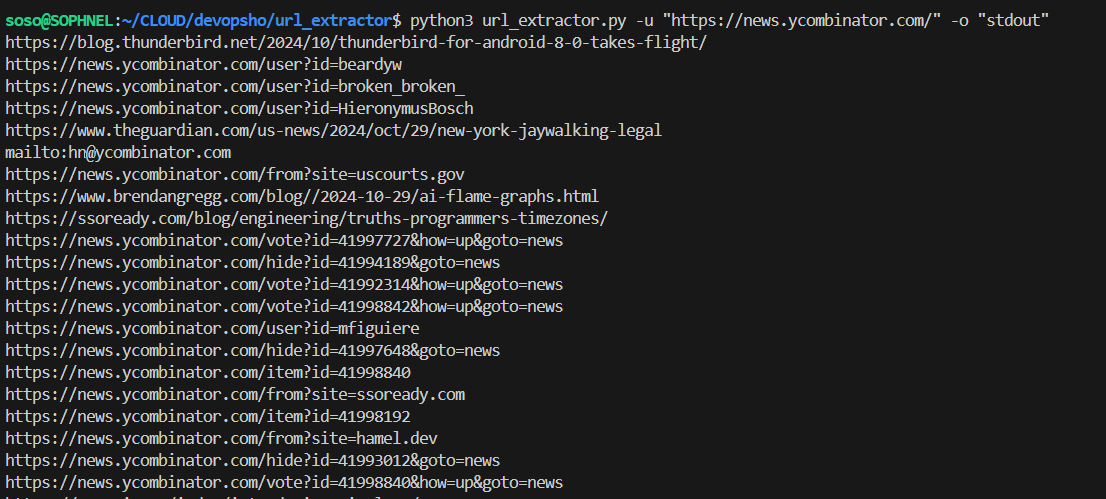 soso@SOPHNEL:~/CLOUD/devopsho/url_extractor$ python3 url_extractor.py -u "https://news.ycombinator.com/" -o "stdout"
https://blog.thunderbird.net/2024/10/thunderbird-for-android-8-0-takes-flight/
https://news.ycombinator.com/user?id=beardyw
https://news.ycombinator.com/user?id=broken_broken_
https://news.ycombinator.com/user?id=HieronymusBosch
https://www.theguardian.com/us-news/2024/oct/29/new-york-jaywalking-legal
mailto:hn@ycombinator.com
https://news.ycombinator.com/from?site=uscourts.gov
https://www.brendangregg.com/blog//2024-10-29/ai-flame-graphs.html
https://ssoready.com/blog/engineering/truths-programmers-timezones/
https://news.ycombinator.com/vote?id=41997727&how=up&goto=news
https://news.ycombinator.com/hide?id=41994189&goto=news
https://news.ycombinator.com/vote?id=41992314&how=up&goto=news
https://news.ycombinator.com/vote?id=41998842&how=up&goto=news
https://news.ycombinator.com/user?id=mfiguiere
https://news.ycombinator.com/hide?id=41997648&goto=news
https://news.ycombinator.com/item?id=41998840
https://news.ycombinator.com/from?site=ssoready.com
https://news.ycombinator.com/item?id=41998192
https://news.ycombinator.com/from?site=hamel.dev
https://news.ycombinator.com/hide?id=41993012&goto=news
https://news.ycombinator.com/vote?id=41998840&how=up&goto=news